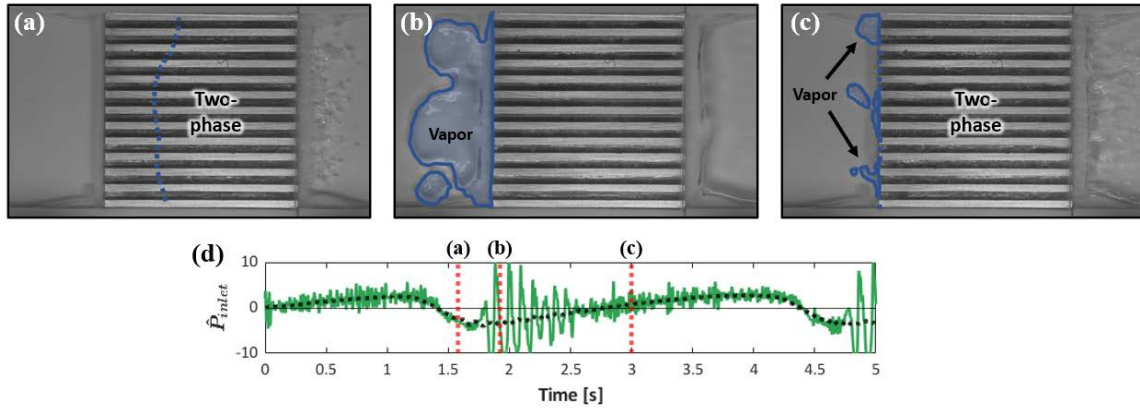 (a)
Two-
phase
(b)
Vapor
(c)
Vapor
Two-
phase
(d)
(a) (b) (c)
10
0
-10
P̂inlet
0 0.5 1 1.5 2 2.5 3 3.5 4 4.5 5
Time [s]